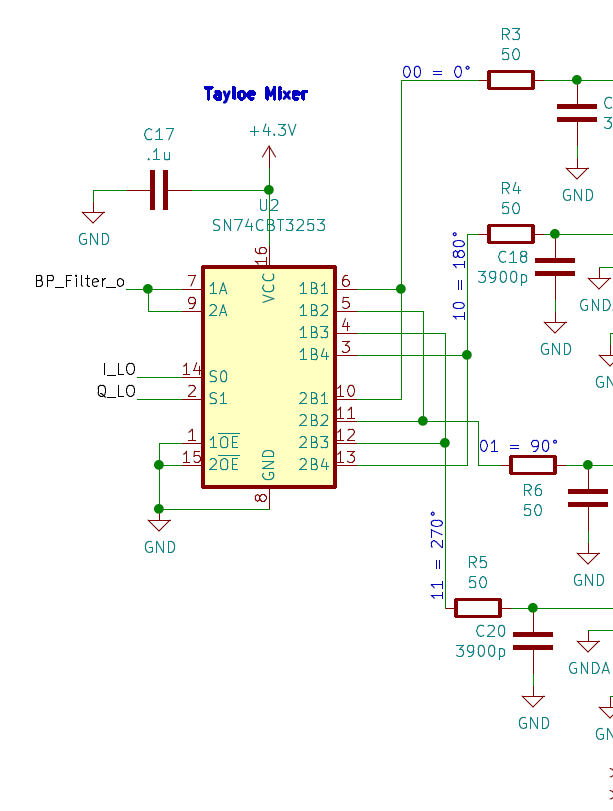 R3
50
00 = 0°
Tayloe Mixer
+4.3V
C17
.1u
C
3
GND
GND
U2
SN74CBT3253
R4
50
10 = 180°
C18
3900p
GND
GND
GN
16
VCC
BP_Filter_o
7
1A
1B1
6
9
2A
1B2
5
1B3
4
1B4
3
I_LO
14
S0
Q_LO
2
S1
2B1
10
2B2
11
1
1OE
2B3
12
15
2OE
2B4
13
GND
8
GND
01 = 90°
R6
50
GND
11 = 270°
R5
50
C20
3900p
GNDA
GND
GN